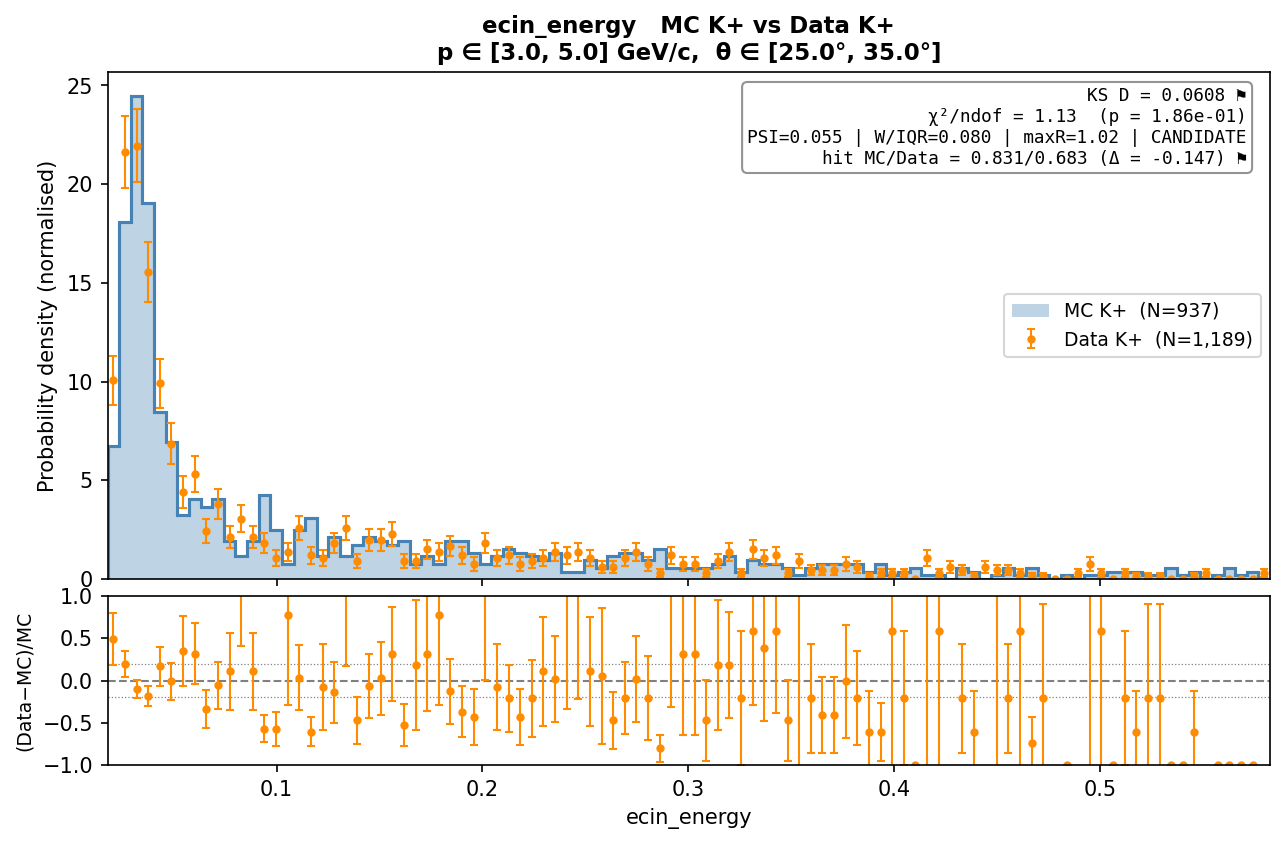 ecin_energy   MC K+ vs Data K+
p ∈ [3.0, 5.0] GeV/c,  θ ∈ [25.0°, 35.0°]
KS D = 0.0608 ⚑
χ²/ndof = 1.13  (p = 1.86e-01)
PSI=0.055 | W/IQR=0.080 | maxR=1.02 | CANDIDATE
hit MC/Data = 0.831/0.683 (Δ = -0.147) ⚑
MC K+  (N=937)
Data K+  (N=1,189)
Probability density (normalised)
25
20
15
10
5
0
(Data−MC)/MC
1.0
0.5
0.0
−0.5
−1.0
0.1
0.2
0.3
0.4
0.5
ecin_energy